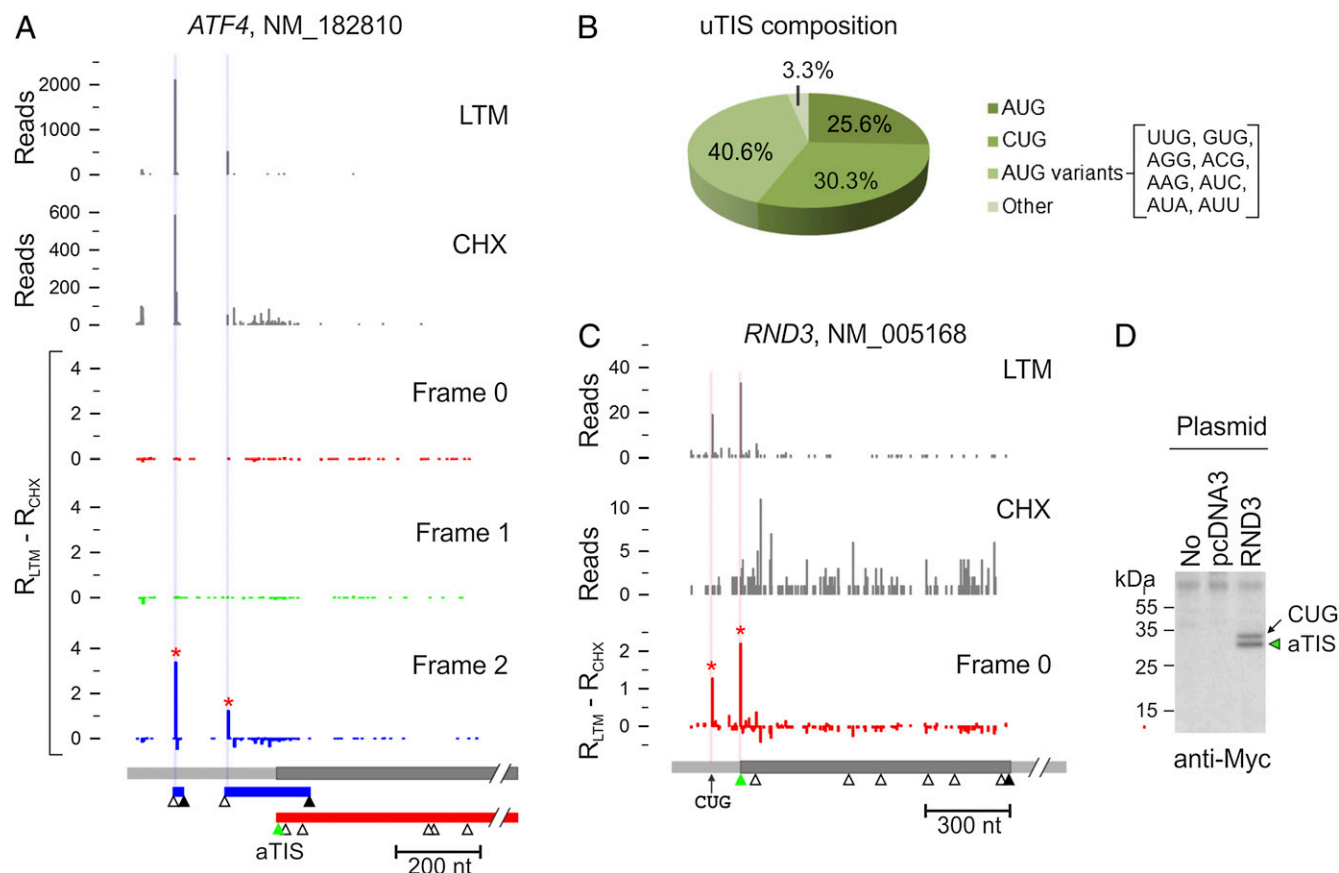 A
ATF4, NM_182810
LTM
Reads
2000
1000
0
CHX
Reads
600
400
200
0
R_LTM - R_CHX
Frame 0
4
2
0
Frame 1
4
2
0
Frame 2
4
2
0
*
*
aTIS
200 nt
B
uTIS composition
3.3%
25.6%
40.6%
30.3%
AUG
CUG
AUG variants
Other
UUG, GUG,
AGG, ACG,
AAG, AUC,
AUA, AUU
C
RND3, NM_005168
LTM
Reads
40
20
0
CHX
Reads
10
5
0
R_LTM - R_CHX
Frame 0
2
1
0
*
*
CUG
300 nt
D
Plasmid
No
pcDNA3
RND3
kDa
55
35
25
15
CUG
aTIS
anti-Myc